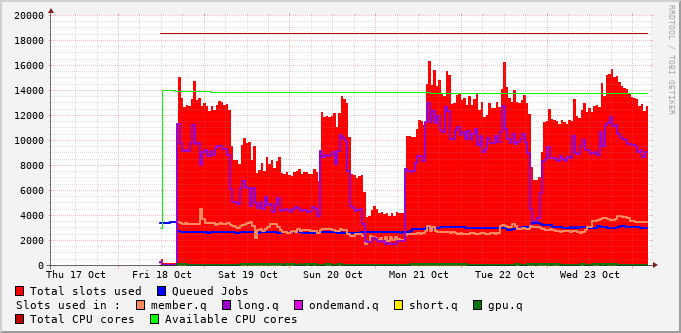 20000
18000
16000
14000
12000
10000
8000
6000
4000
2000
0
Thu 17 Oct Fri 18 Oct Sat 19 Oct Sun 20 Oct Mon 21 Oct Tue 22 Oct Wed 23 Oct
Total slots used Queued Jobs
Slots used in : member.q long.q ondemand.q short.q gpu.q
Total CPU cores Available CPU cores
RRDTOOL / TOBI OETIKER